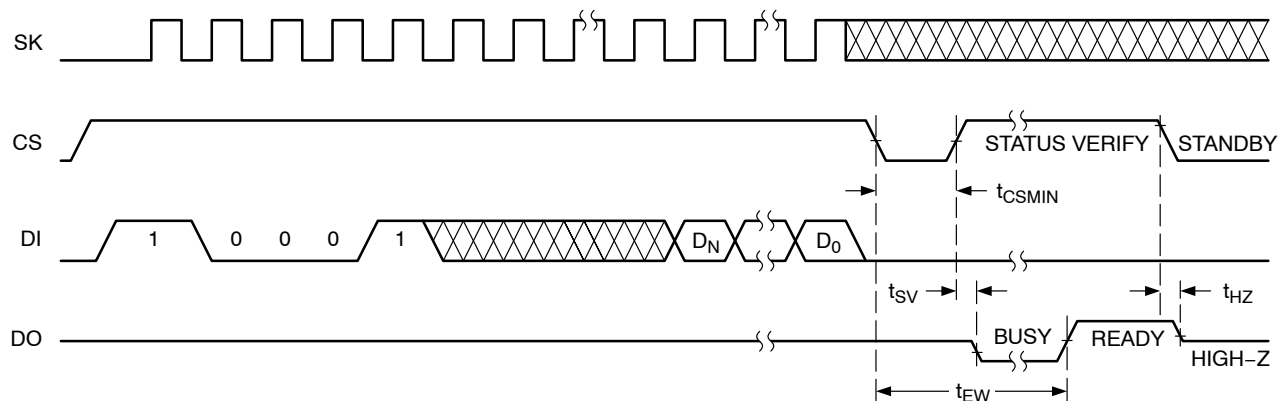 SK
CS
STATUS VERIFY
STANDBY
tCSMIN
DI
1 0 0 0 1
DN
D0
tSV
tHZ
DO
BUSY
READY
HIGH–Z
tEW